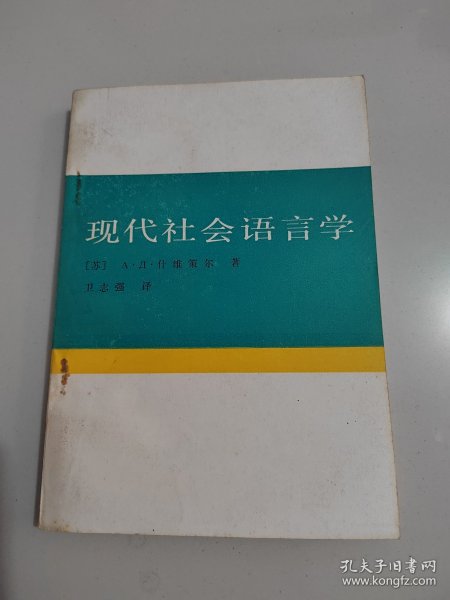 现代社会语言学
[苏] А·Д·什维策尔 著
卫志强 译
孔夫子旧书网
www.kongfz.com